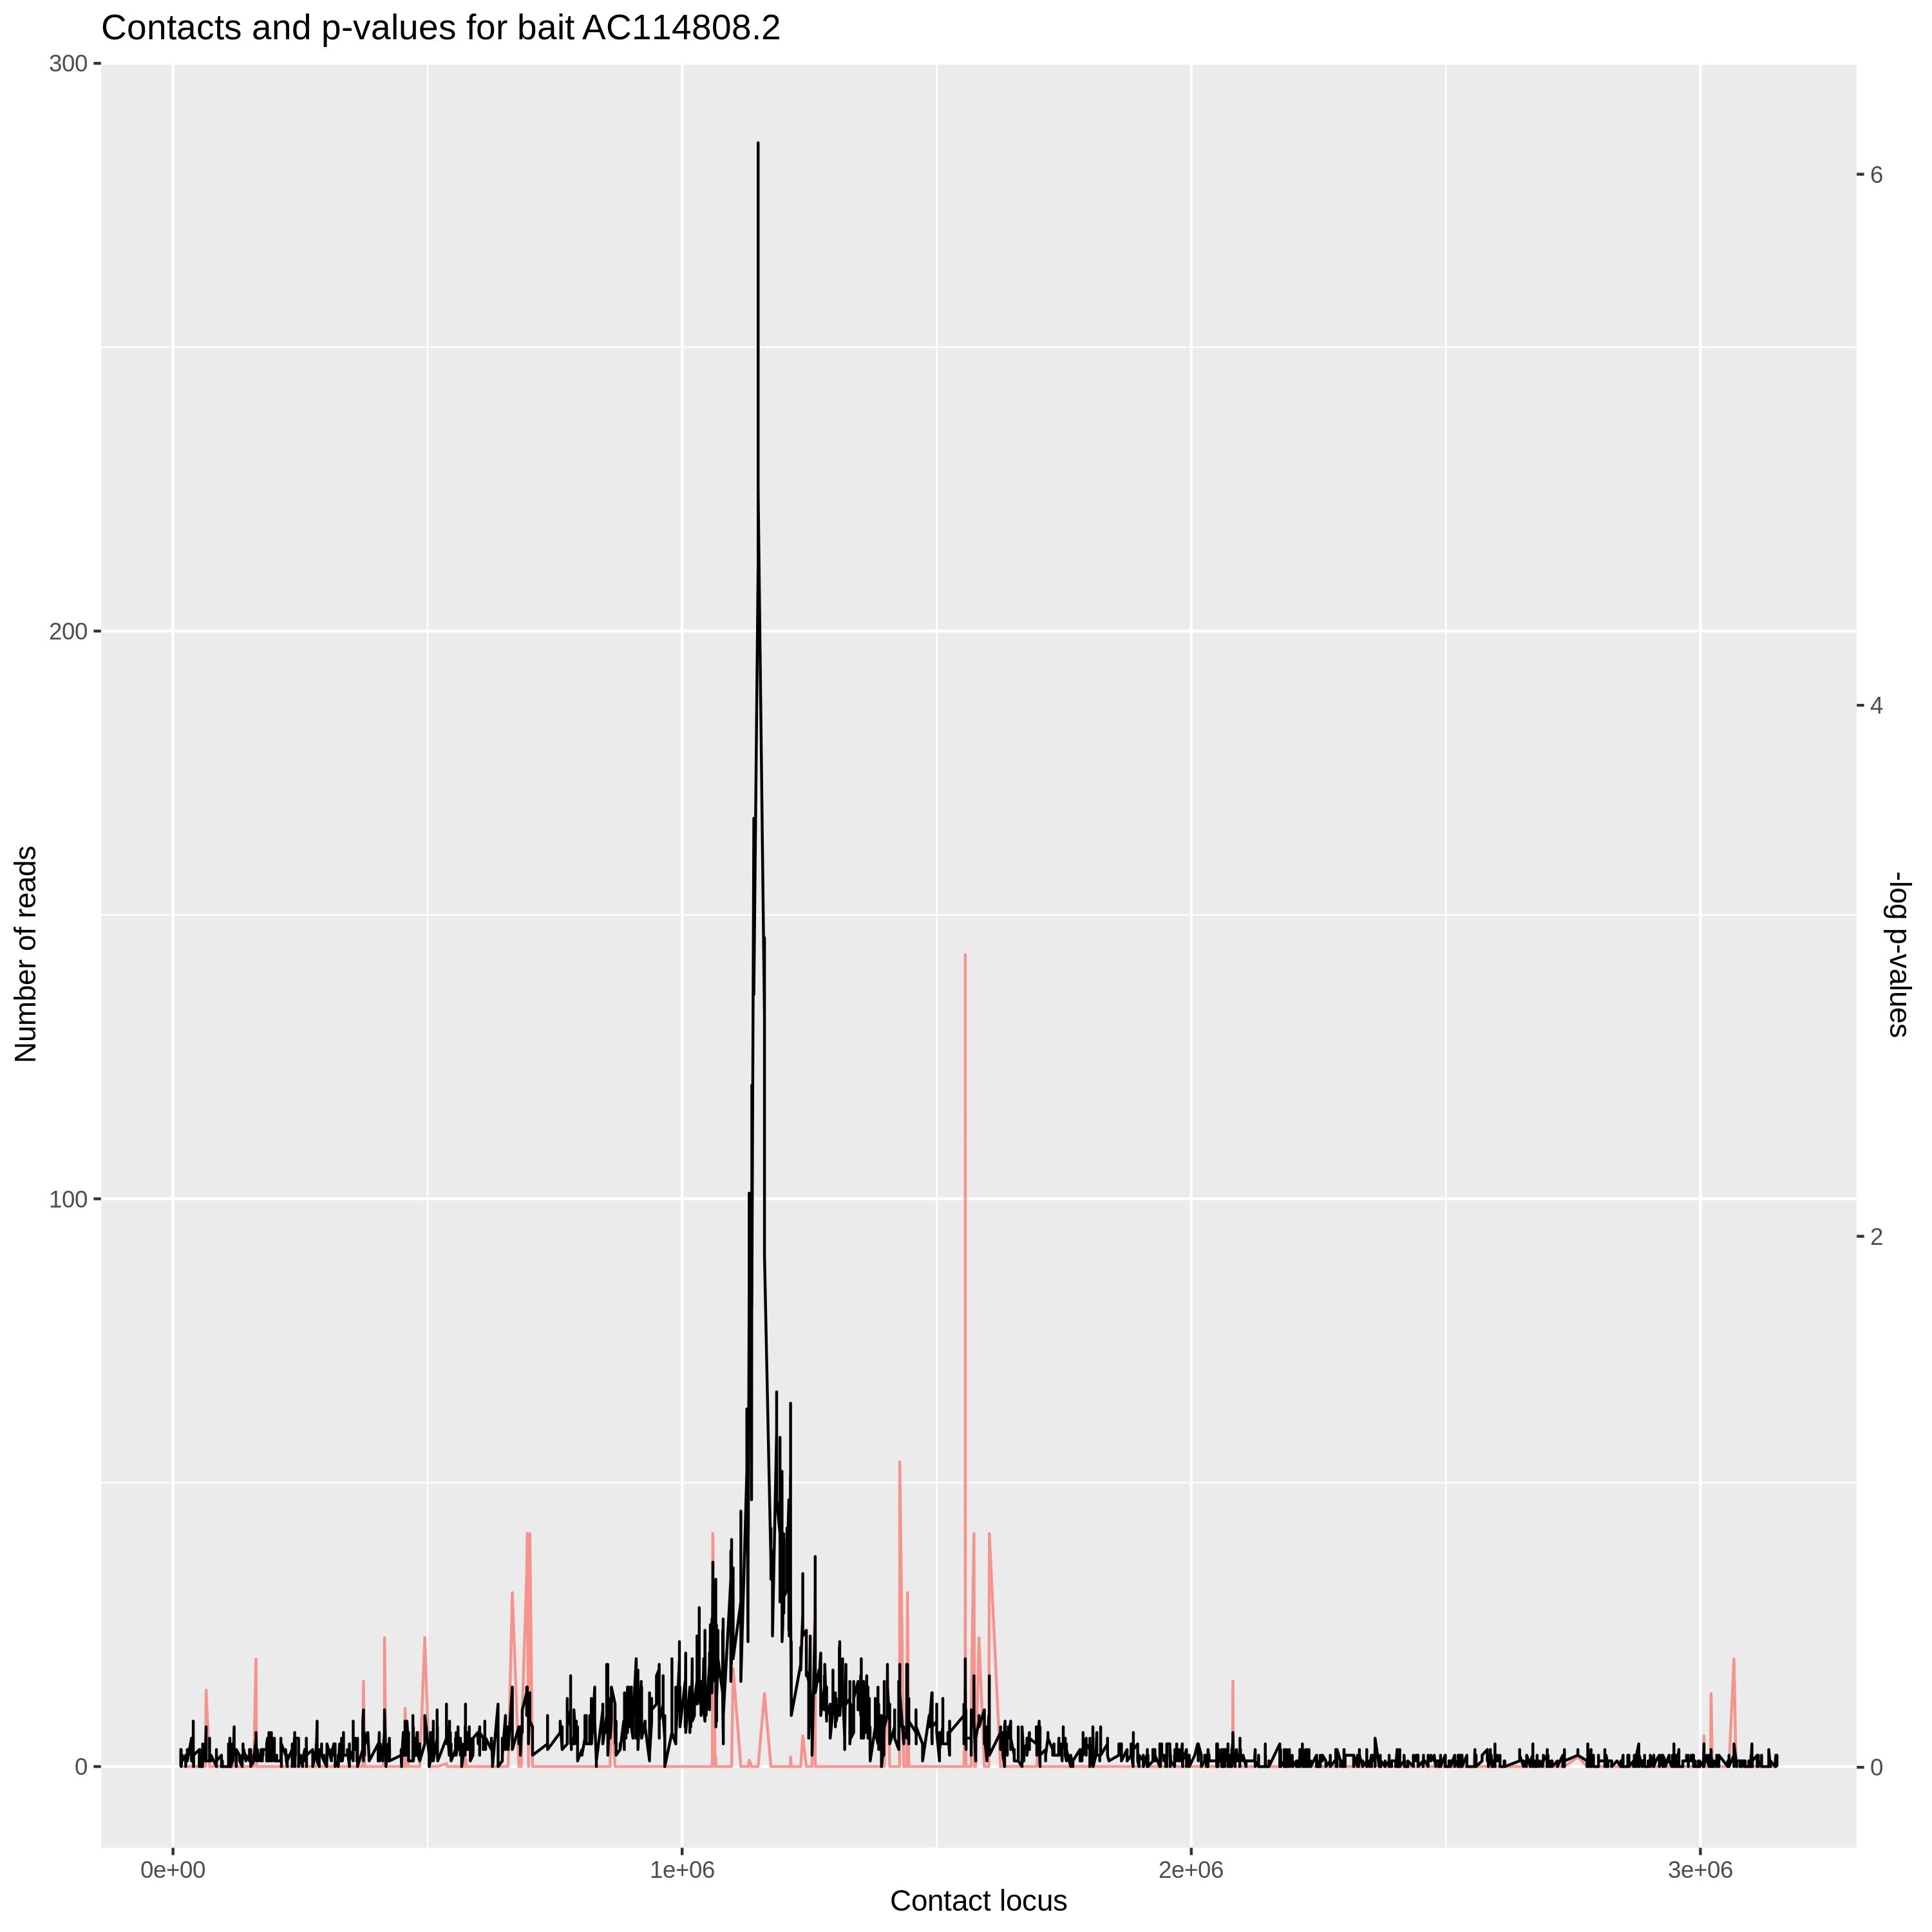 Contacts and p-values for bait AC114808.2
300
200
100
0
Number of reads
6
4
2
0
-log p-values
0e+00
1e+06
2e+06
3e+06
Contact locus